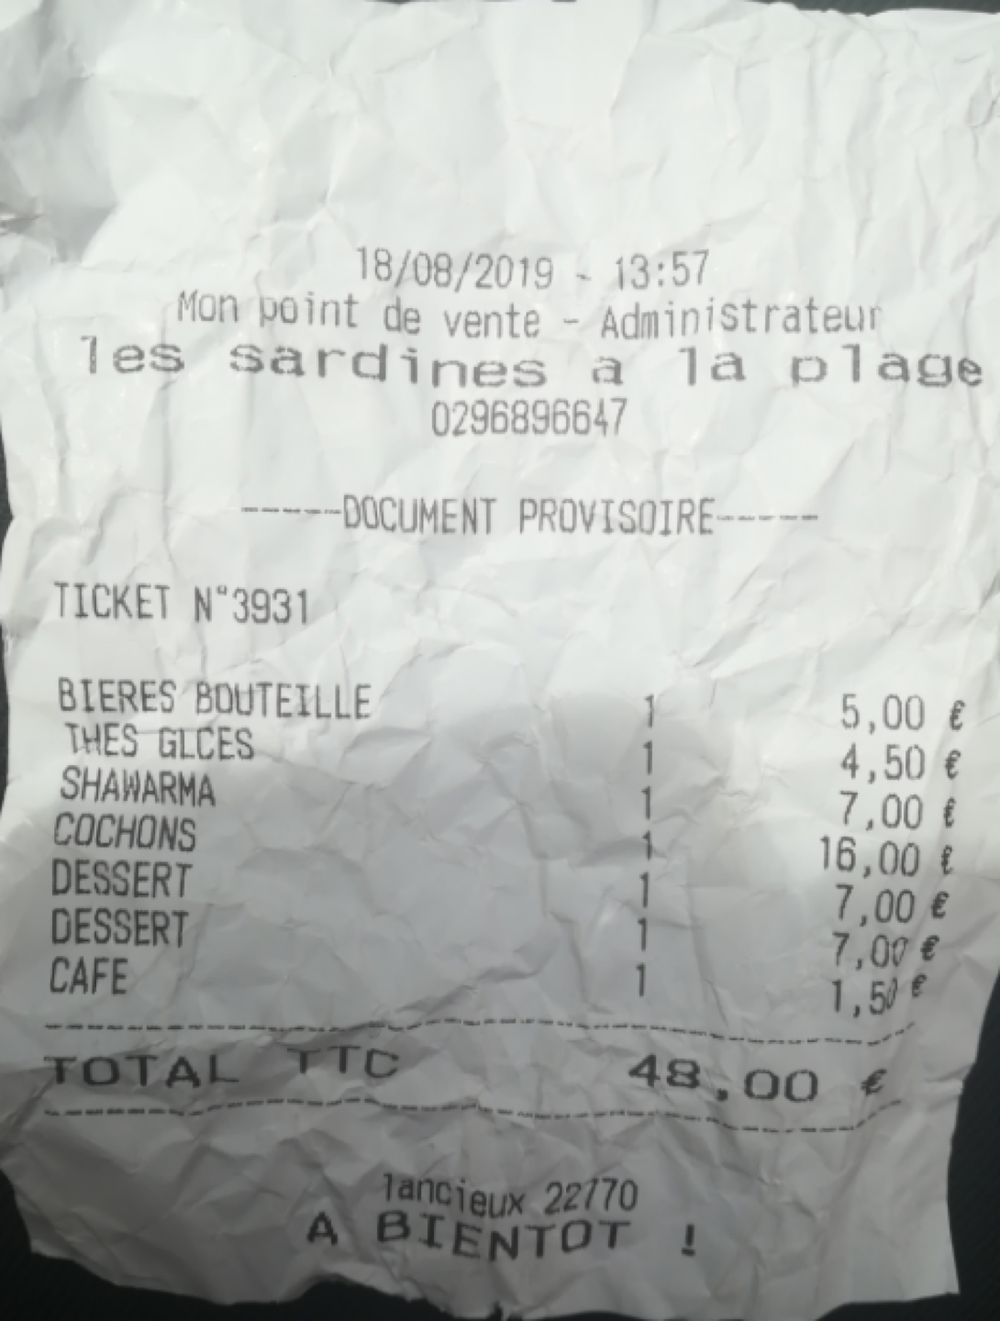 18/08/2019 - 13:57
Mon point de vente - Administrateur
les sardines a la plage
0296896647
-----DOCUMENT PROVISOIRE-----
TICKET N°3931
BIERES BOUTEILLE 1 5,00 €
THES GLCES 1 4,50 €
SHAWARMA 1 7,00 €
COCHONS 1 16,00 €
DESSERT 1 7,00 €
DESSERT 1 7,00 €
CAFE 1 1,50 €
TOTAL TTC 48,00 €
lancieux 22770
A BIENTOT !